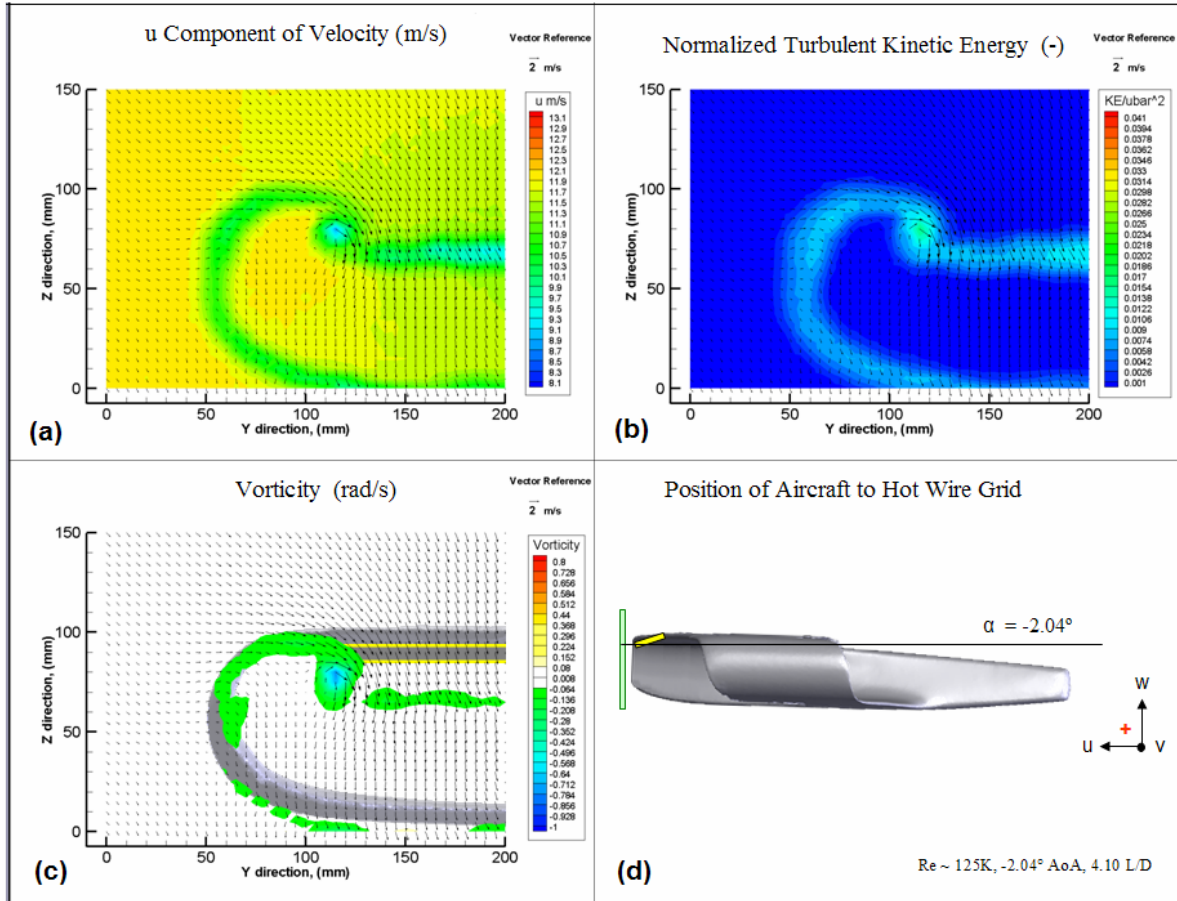 u Component of Velocity (m/s)
Vector Reference
2 m/s
u m/s
13.1
12.9
12.7
12.5
12.3
12.1
11.9
11.7
11.5
11.3
11.1
10.9
10.7
10.5
10.3
10.1
9.9
9.7
9.5
9.3
9.1
8.9
8.7
8.5
8.3
8.1
150
100
50
0
Z direction, (mm)
0 50 100 150 200
Y direction, (mm)
(a)
Normalized Turbulent Kinetic Energy (-)
Vector Reference
2 m/s
KE/ubar^2
0.041
0.0394
0.0378
0.0362
0.0346
0.033
0.0314
0.0298
0.0282
0.0266
0.025
0.0234
0.0218
0.0202
0.0186
0.017
0.0154
0.0138
0.0122
0.0106
0.009
0.0074
0.0058
0.0042
0.0026
0.001
150
100
50
0
Z direction, (mm)
0 50 100 150 200
Y direction, (mm)
(b)
Vorticity (rad/s)
Vector Reference
2 m/s
Vorticity
0.8
0.728
0.656
0.584
0.512
0.44
0.368
0.296
0.224
0.152
0.08
0.008
-0.064
-0.136
-0.208
-0.28
-0.352
-0.424
-0.496
-0.568
-0.64
-0.712
-0.784
-0.856
-0.928
-1
150
100
50
0
Z direction, (mm)
0 50 100 150 200
Y direction, (mm)
(c)
Position of Aircraft to Hot Wire Grid
α = -2.04°
w
+
u
v
(d)
Re ~ 125K, -2.04° AoA, 4.10 L/D